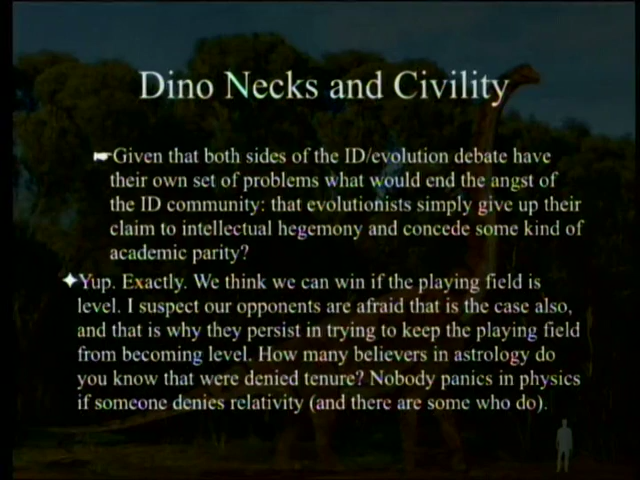 Dino Necks and Civility
Given that both sides of the ID/evolution debate have
their own set of problems what would end the angst of
the ID community: that evolutionists simply give up their
claim to intellectual hegemony and concede some kind of
academic parity?
Yup. Exactly. We think we can win if the playing field is
level. I suspect our opponents are afraid that is the case also,
and that is why they persist in trying to keep the playing field
from becoming level. How many believers in astrology do
you know that were denied tenure? Nobody panics in physics
if someone denies relativity (and there are some who do).